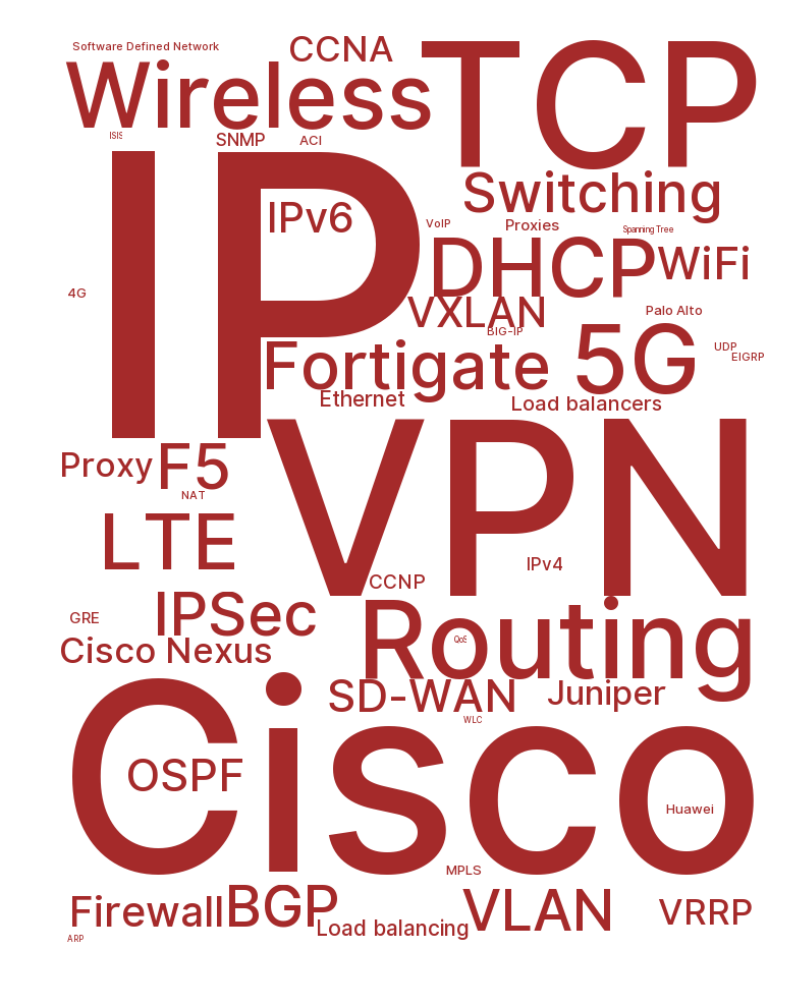 Software Defined Network
CCNA
TCP
Wireless
ISIS
SNMP
ACI
IP
Switching
IPv6
VoIP
Proxies
Spanning Tree
DHCP
WiFi
4G
VXLAN
Palo Alto
BIG-IP
Fortigate
5G
UDP
EIGRP
Ethernet
Load balancers
VPN
Proxy
F5
NAT
LTE
IPv4
CCNP
IPSec
GRE
Routing
QoS
Cisco Nexus
SD-WAN
Juniper
WLC
Cisco
OSPF
Huawei
MPLS
Firewall
BGP
Load balancing
VLAN
VRRP
ARP